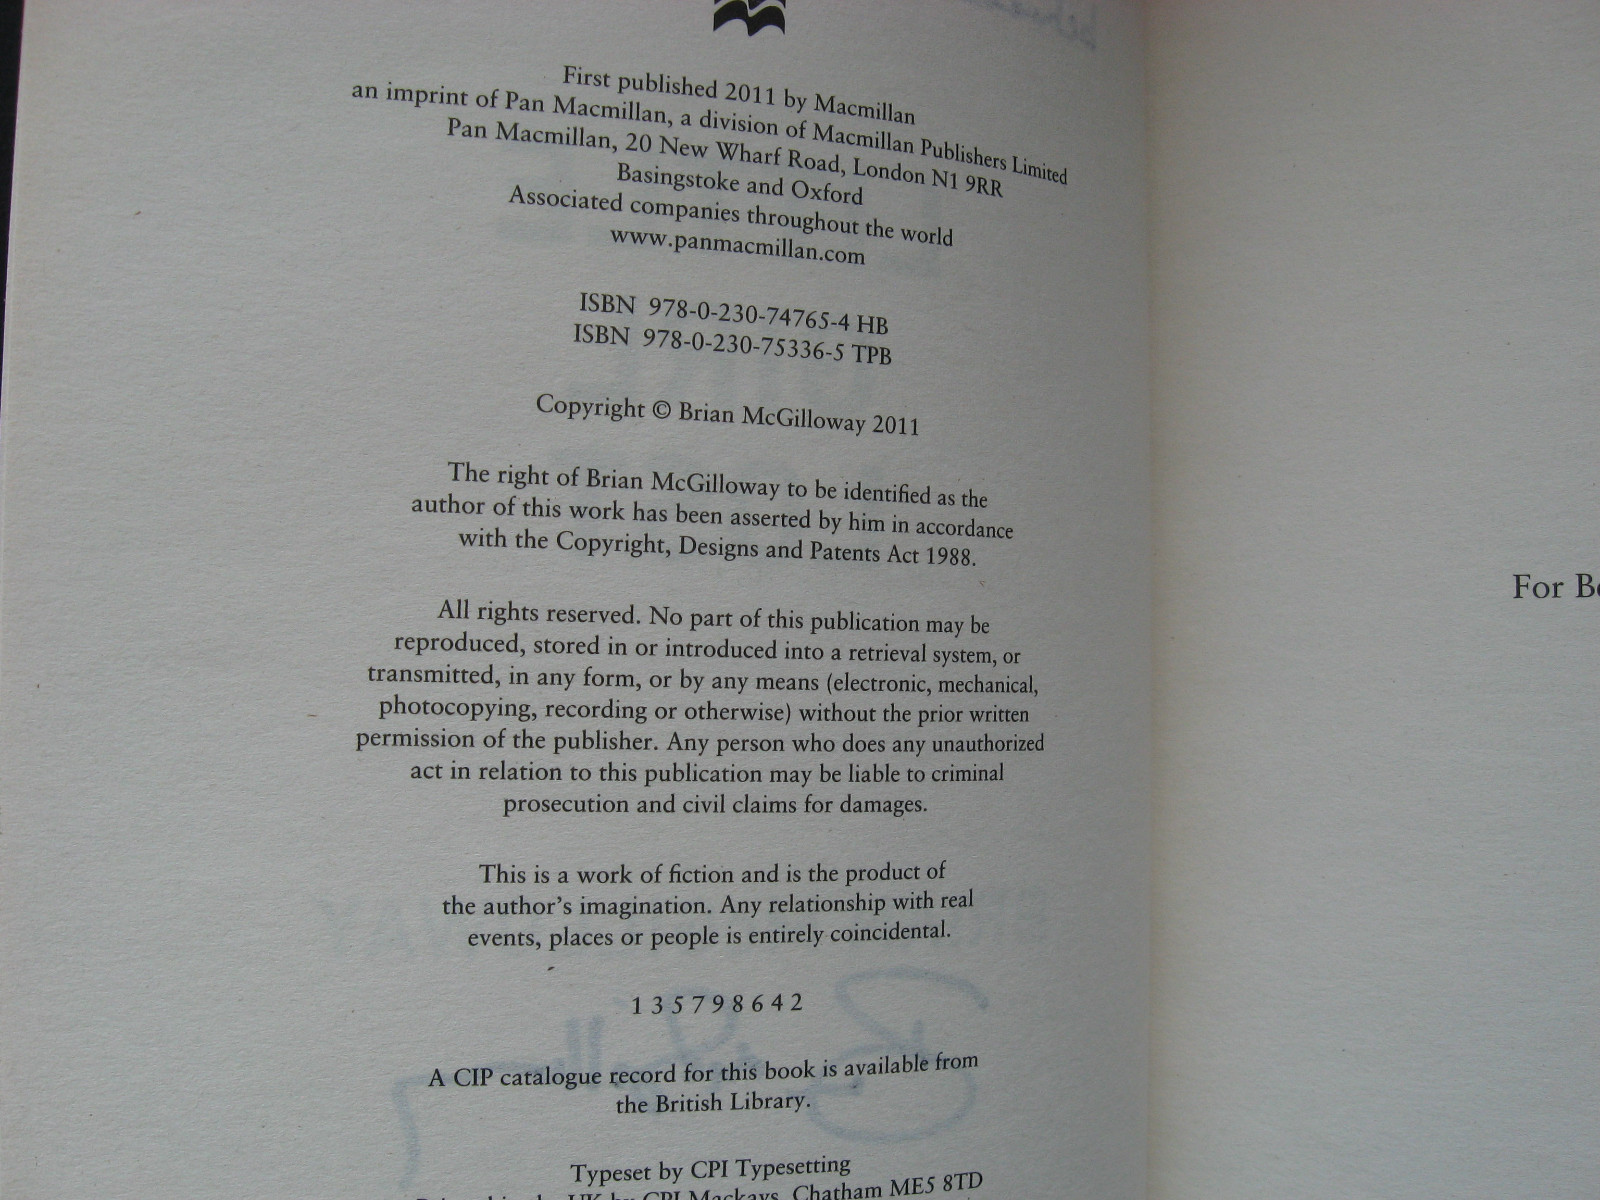 First published 2011 by Macmillan
an imprint of Pan Macmillan, a division of Macmillan Publishers Limited
Pan Macmillan, 20 New Wharf Road, London N1 9RR
Basingstoke and Oxford
Associated companies throughout the world
www.panmacmillan.com
ISBN 978-0-230-74765-4 HB
ISBN 978-0-230-75336-5 TPB
Copyright © Brian McGilloway 2011
The right of Brian McGilloway to be identified as the
author of this work has been asserted by him in accordance
with the Copyright, Designs and Patents Act 1988.
All rights reserved. No part of this publication may be
reproduced, stored in or introduced into a retrieval system, or
transmitted, in any form, or by any means (electronic, mechanical,
photocopying, recording or otherwise) without the prior written
permission of the publisher. Any person who does any unauthorized
act in relation to this publication may be liable to criminal
prosecution and civil claims for damages.
This is a work of fiction and is the product of
the author's imagination. Any relationship with real
events, places or people is entirely coincidental.
1 3 5 7 9 8 6 4 2
A CIP catalogue record for this book is available from
the British Library.
Typeset by CPI Typesetting
UK by CPI Mackays, Chatham ME5 8TD
For